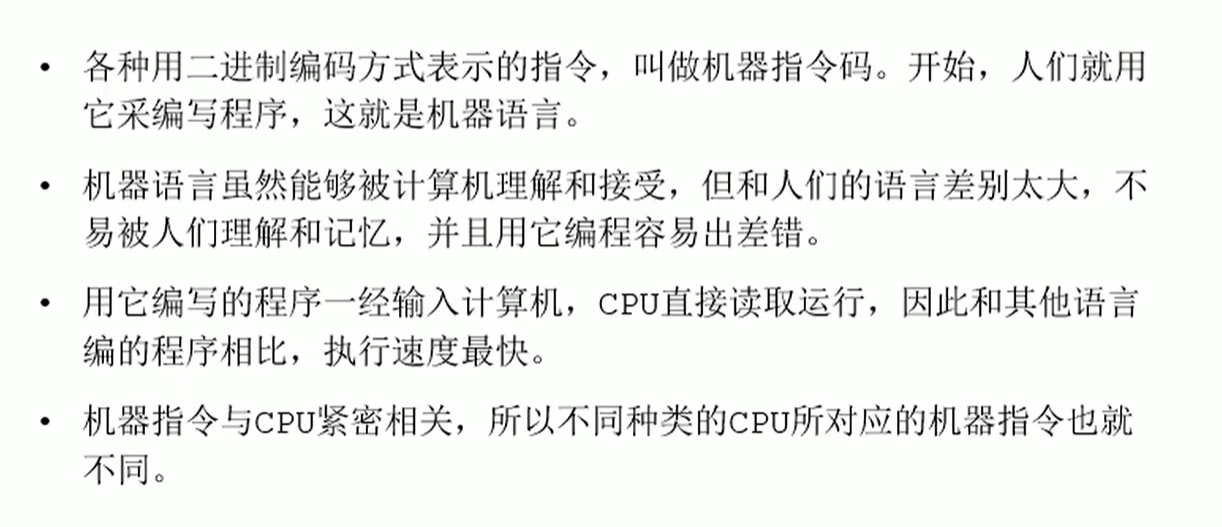 • 各种用二进制编码方式表示的指令，叫做机器指令码。开始，人们就用
它采编写程序，这就是机器语言。
• 机器语言虽然能够被计算机理解和接受，但和人们的语言差别太大，不
易被人们理解和记忆，并且用它编程容易出差错。
• 用它编写的程序一经输入计算机，CPU直接读取运行，因此和其他语言
编的程序相比，执行速度最快。
• 机器指令与CPU紧密相关，所以不同种类的CPU所对应的机器指令也就
不同。